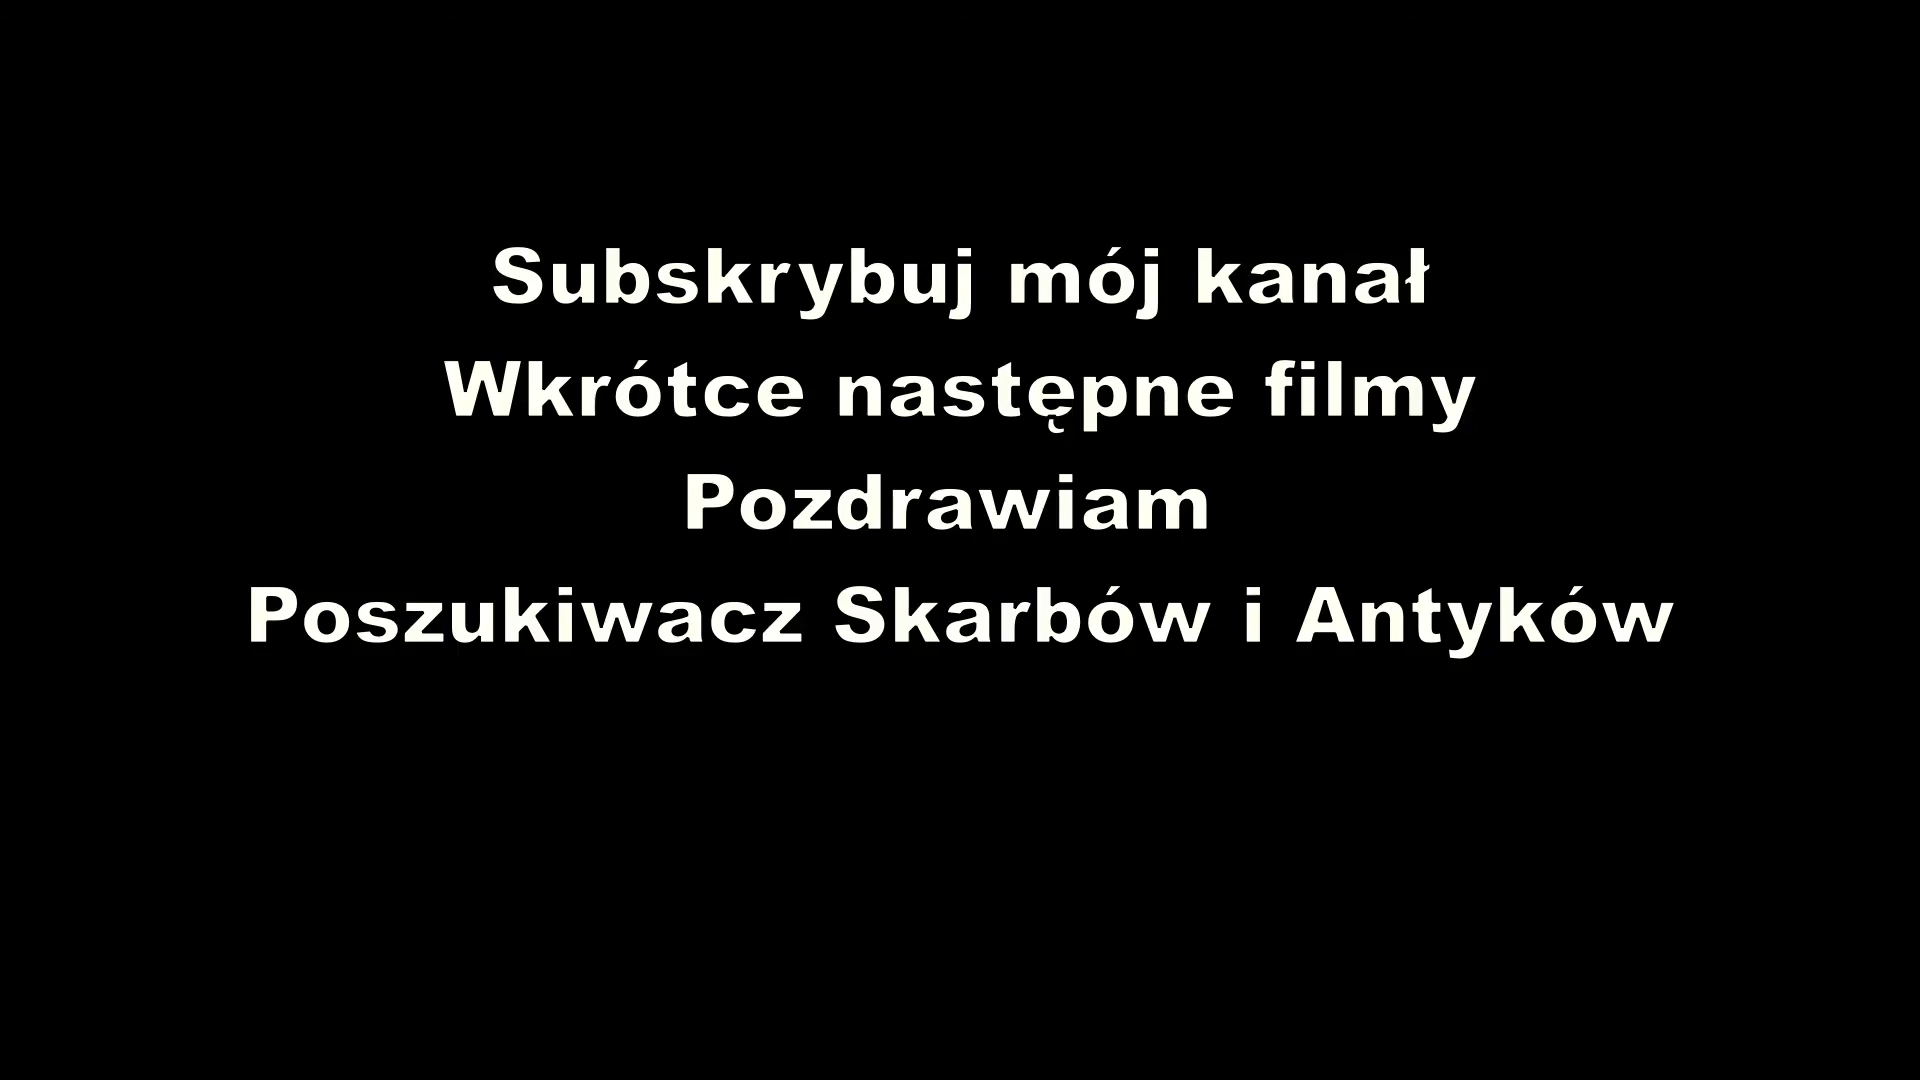 Subskrybuj mój kanał
Wkrótce następne filmy
Pozdrawiam
Poszukiwacz Skarbów i Antyków